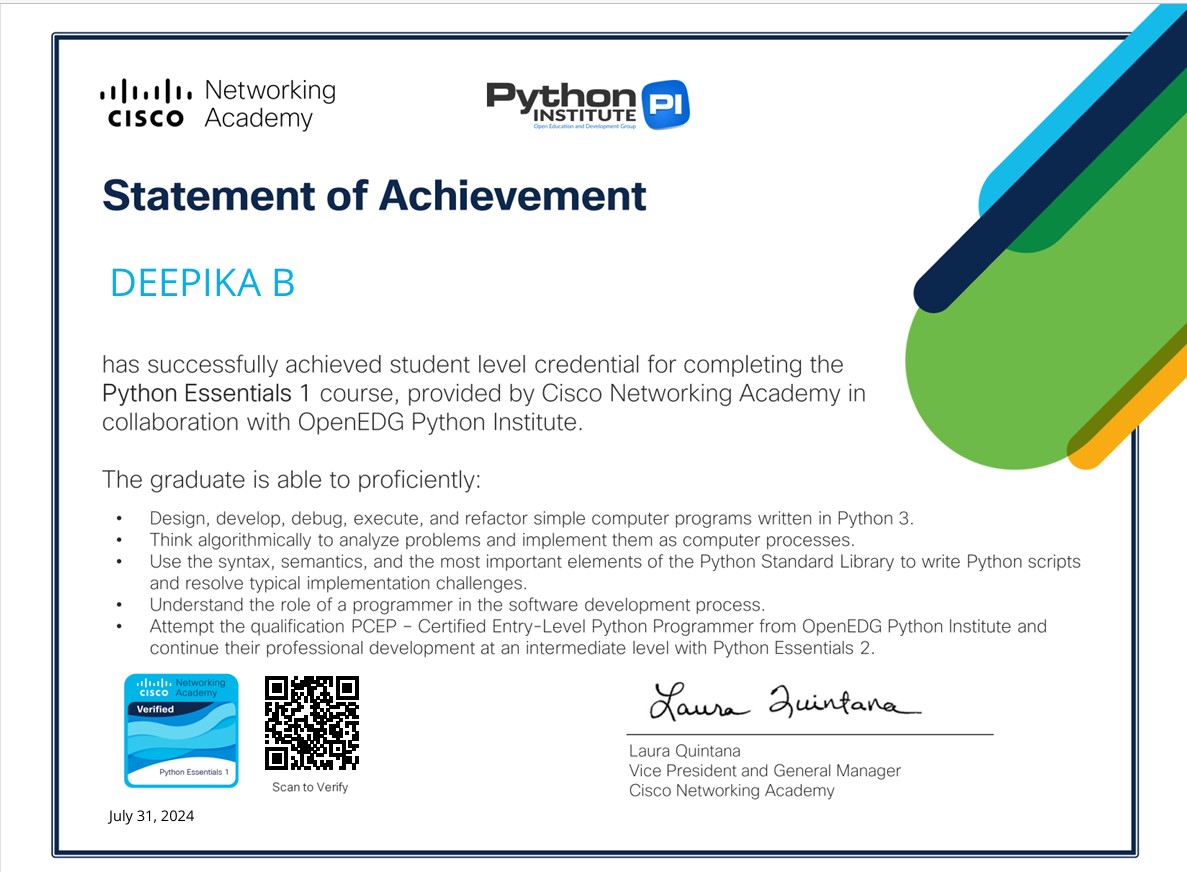 CISCO Networking Academy
Python INSTITUTE PI
Open Education and Development Group
Statement of Achievement
DEEPIKA B
has successfully achieved student level credential for completing the
Python Essentials 1 course, provided by Cisco Networking Academy in
collaboration with OpenEDG Python Institute.
The graduate is able to proficiently:
• Design, develop, debug, execute, and refactor simple computer programs written in Python 3.
• Think algorithmically to analyze problems and implement them as computer processes.
• Use the syntax, semantics, and the most important elements of the Python Standard Library to write Python scripts
and resolve typical implementation challenges.
• Understand the role of a programmer in the software development process.
• Attempt the qualification PCEP – Certified Entry-Level Python Programmer from OpenEDG Python Institute and
continue their professional development at an intermediate level with Python Essentials 2.
CISCO Networking Academy
Verified
Python Essentials 1
Scan to Verify
July 31, 2024
Laura Quintana
Laura Quintana
Vice President and General Manager
Cisco Networking Academy